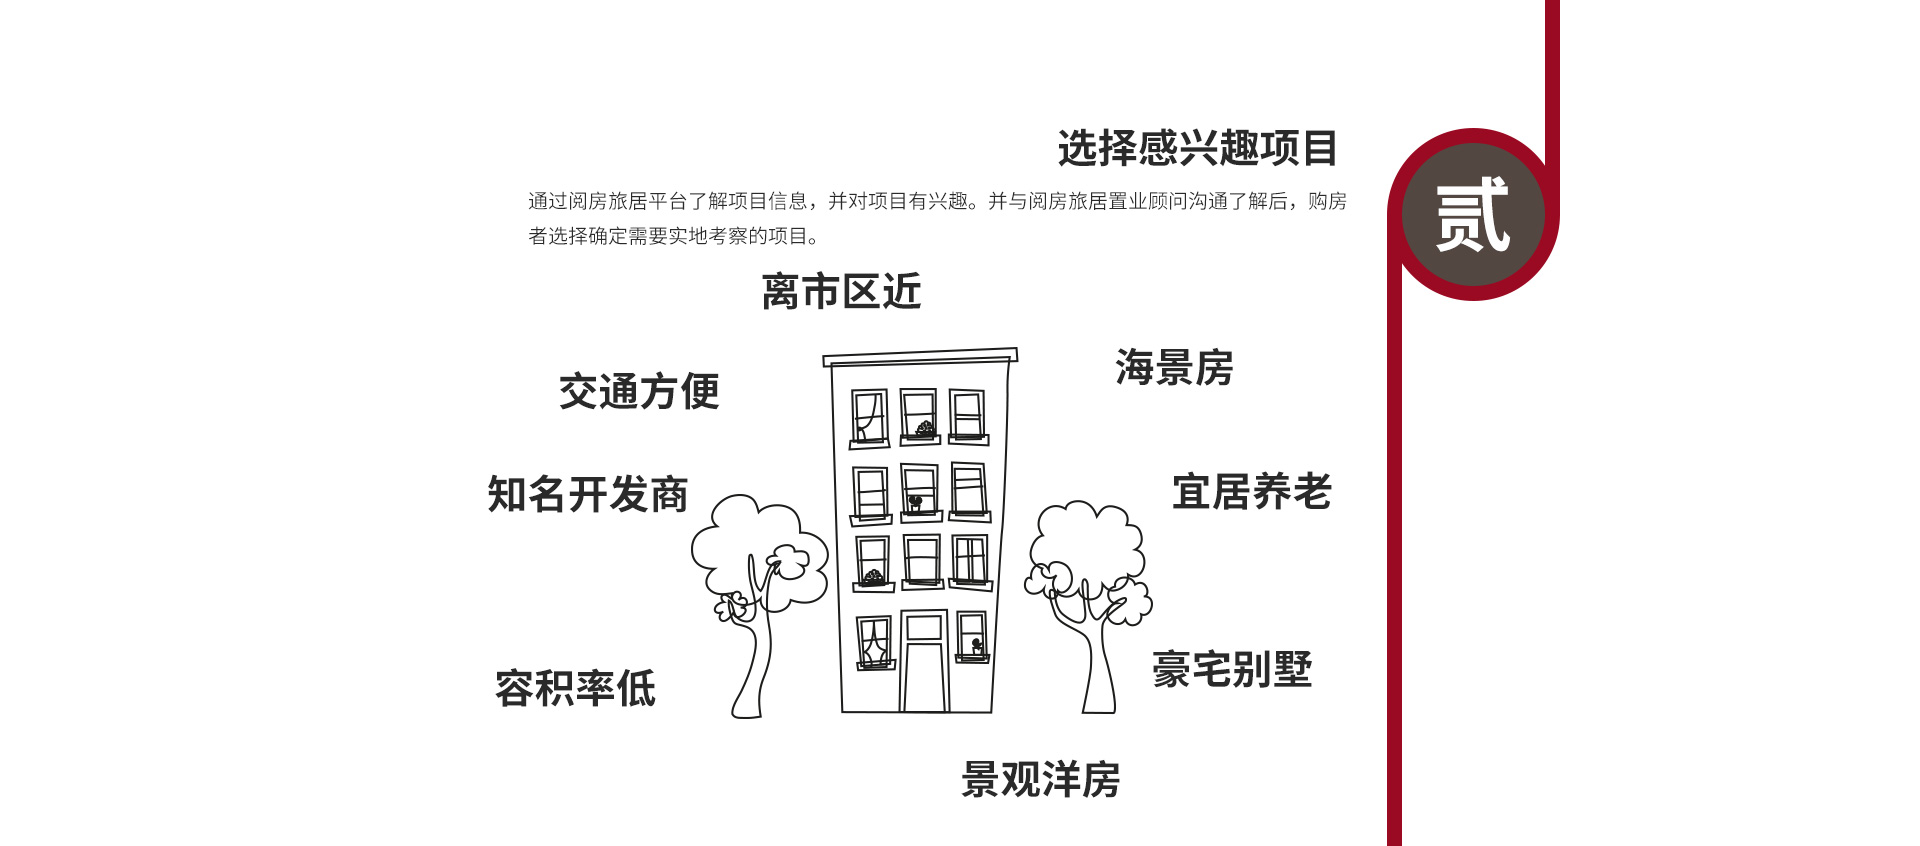 选择感兴趣项目
贰
通过阅房旅居平台了解项目信息，并对项目有兴趣。并与阅房旅居置业顾问沟通了解后，购房
者选择确定需要实地考察的项目。
离市区近
海景房
交通方便
知名开发商
宜居养老
豪宅别墅
容积率低
景观洋房